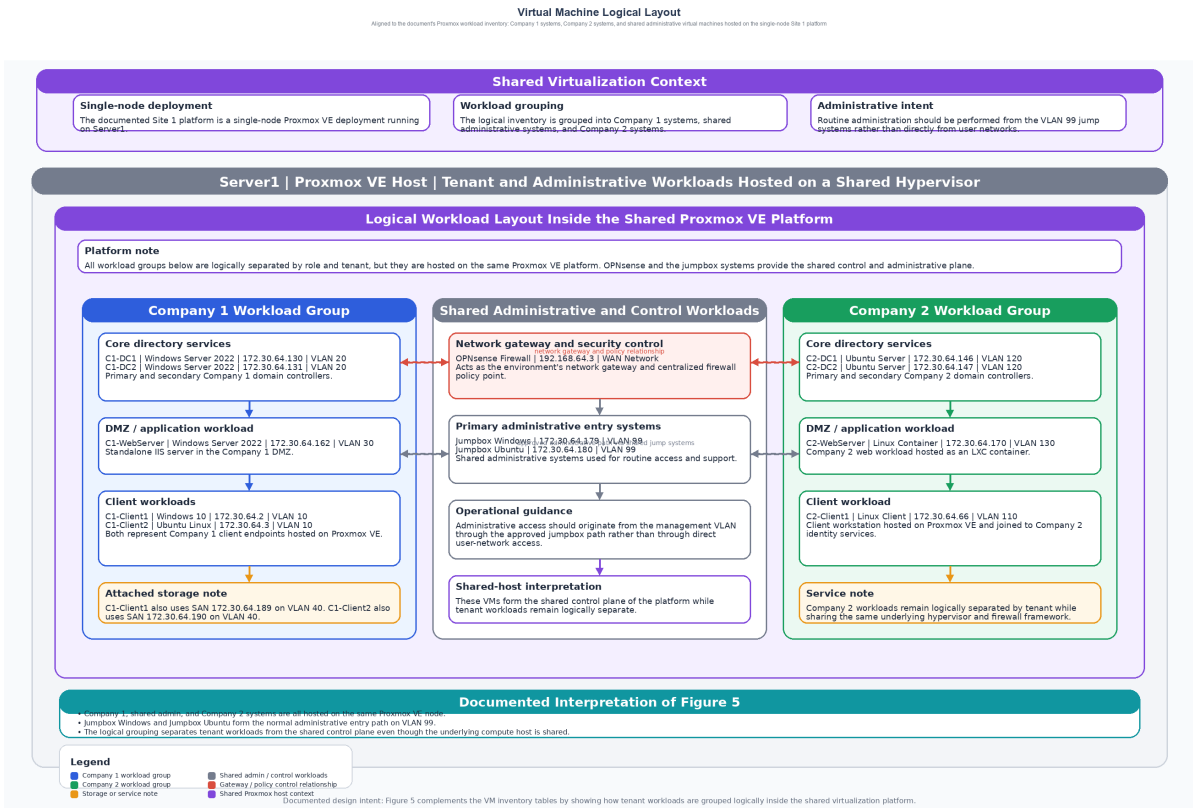 Virtual Machine Logical Layout
Aligned to the document's Proxmox workload inventory: Company 1 systems, Company 2 systems, and shared administrative virtual machines hosted on the single-node Site 1 platform
Shared Virtualization Context
Single-node deployment
The documented Site 1 platform is a single-node Proxmox VE deployment running
on Server1.
Workload grouping
The logical inventory is grouped into Company 1 systems, shared
administrative systems, and Company 2 systems.
Administrative intent
Routine administration should be performed from the VLAN 99 jump
systems rather than directly from user networks.
Server1 | Proxmox VE Host | Tenant and Administrative Workloads Hosted on a Shared Hypervisor
Logical Workload Layout Inside the Shared Proxmox VE Platform
Platform note
All workload groups below are logically separated by role and tenant, but they are hosted on the same Proxmox VE platform. OPNsense and the jumpbox systems provide the shared control and administrative plane.
Company 1 Workload Group
Core directory services
C1-DC1 | Windows Server 2022 | 172.30.64.130 | VLAN 20
C1-DC2 | Windows Server 2022 | 172.30.64.131 | VLAN 20
Primary and secondary Company 1 domain controllers.
DMZ / application workload
C1-WebServer | Windows Server 2022 | 172.30.64.162 | VLAN 30
Standalone IIS server in the Company 1 DMZ.
Client workloads
C1-Client1 | Windows 10 | 172.30.64.2 | VLAN 10
C1-Client2 | Ubuntu Linux | 172.30.64.3 | VLAN 10
Both represent Company 1 client endpoints hosted on Proxmox VE.
Attached storage note
C1-Client1 also uses SAN 172.30.64.189 on VLAN 40. C1-Client2 also
uses SAN 172.30.64.190 on VLAN 40.
Shared Administrative and Control Workloads
Network gateway and security control
network gateway and policy relationship
OPNsense Firewall | 192.168.64.3 | WAN Network
Acts as the environment's network gateway and centralized firewall
policy point.
Primary administrative entry systems
Jumpbox Windows | 172.30.64.179 | VLAN 99
approved administrative path via shared jump systems
Jumpbox Ubuntu | 172.30.64.180 | VLAN 99
Shared administrative systems used for routine access and support.
Operational guidance
Administrative access should originate from the management VLAN
through the approved jumpbox path rather than through direct
user-network access.
Shared-host interpretation
These VMs form the shared control plane of the platform while
tenant workloads remain logically separate.
Company 2 Workload Group
Core directory services
C2-DC1 | Ubuntu Server | 172.30.64.146 | VLAN 120
C2-DC2 | Ubuntu Server | 172.30.64.147 | VLAN 120
Primary and secondary Company 2 domain controllers.
DMZ / application workload
C2-WebServer | Linux Container | 172.30.64.170 | VLAN 130
Company 2 web workload hosted as an LXC container.
Client workload
C2-Client1 | Linux Client | 172.30.64.66 | VLAN 110
Client workstation hosted on Proxmox VE and joined to Company 2
identity services.
Service note
Company 2 workloads remain logically separated by tenant while
sharing the same underlying hypervisor and firewall framework.
Documented Interpretation of Figure 5
• Company 1, shared admin, and Company 2 systems are all hosted on the same Proxmox VE node.
• Jumpbox Windows and Jumpbox Ubuntu form the normal administrative entry path on VLAN 99.
• The logical grouping separates tenant workloads from the shared control plane even though the underlying compute host is shared.
Legend
Company 1 workload group
Company 2 workload group
Storage or service note
Shared admin / control workloads
Gateway / policy control relationship
Shared Proxmox host context
Documented design intent: Figure 5 complements the VM inventory tables by showing how tenant workloads are grouped logically inside the shared virtualization platform.